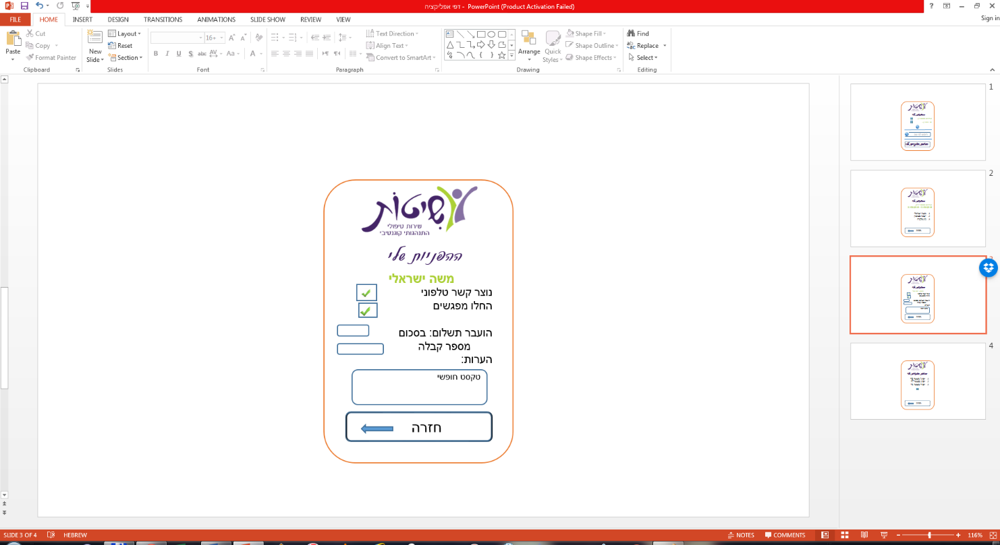 דפי אפליקציה - PowerPoint (Product Activation Failed)
FILE HOME INSERT DESIGN TRANSITIONS ANIMATIONS SLIDE SHOW REVIEW VIEW
Sign in
Paste
Cut
Copy
Format Painter
Clipboard
New Slide
Layout
Reset
Section
Slides
16+
Font
Text Direction
Align Text
Convert to SmartArt
Paragraph
Arrange
Quick Styles
Shape Fill
Shape Outline
Shape Effects
Drawing
Find
Replace
Select
Editing
שיטות
שירות טיפולי
התנהגותי קוגנטיבי
ההפניות שלי
משה ישראלי
נוצר קשר טלפוני
החלו מפגשים
הועבר תשלום: בסכום
מספר קבלה
הערות:
טקסט חופשי
חזרה
1
2
4
SLIDE 3 OF 4 HEBREW NOTES COMMENTS 116%